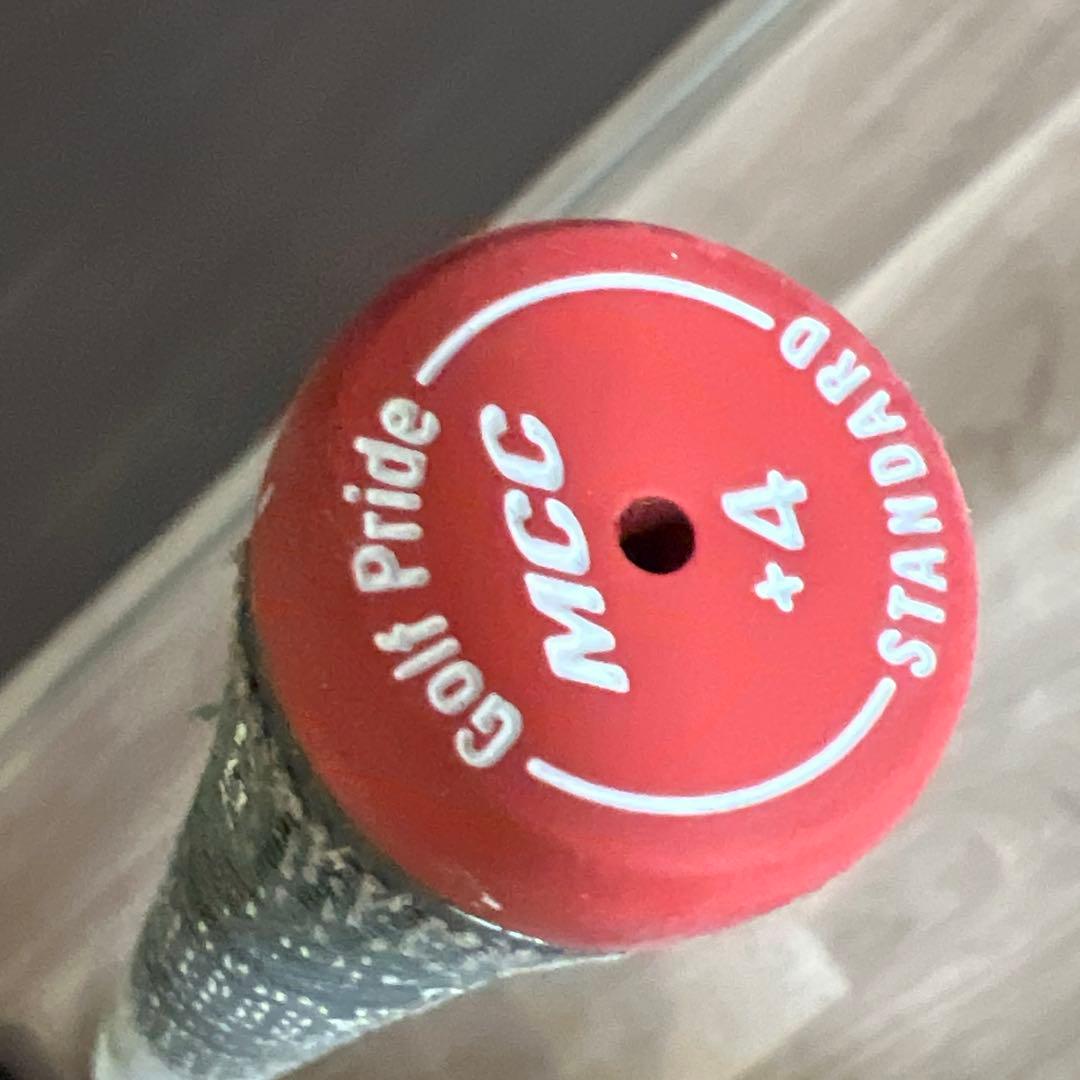 Golf Pride
MCC
+4
STANDARD